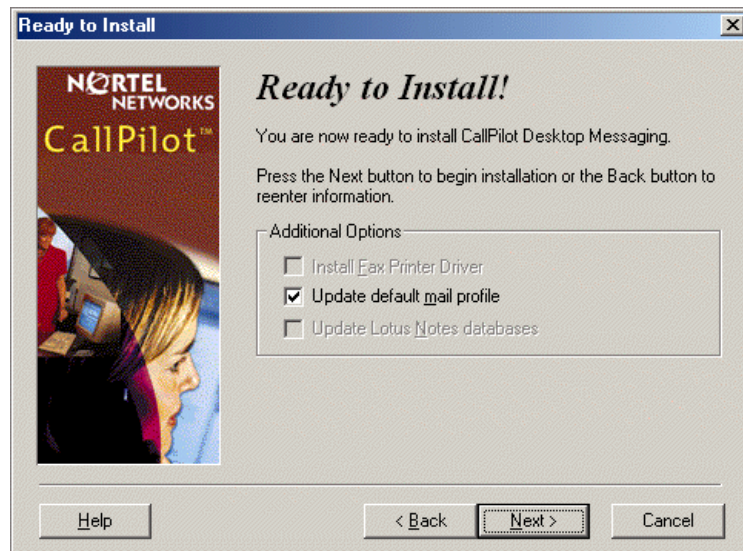 Ready to Install
NORTEL
NETWORKS
CallPilot™
Ready to Install!
You are now ready to install CallPilot Desktop Messaging.
Press the Next button to begin installation or the Back button to
reenter information.
Additional Options
Install Fax Printer Driver
Update default mail profile
Update Lotus Notes databases
Help
< Back
Next >
Cancel